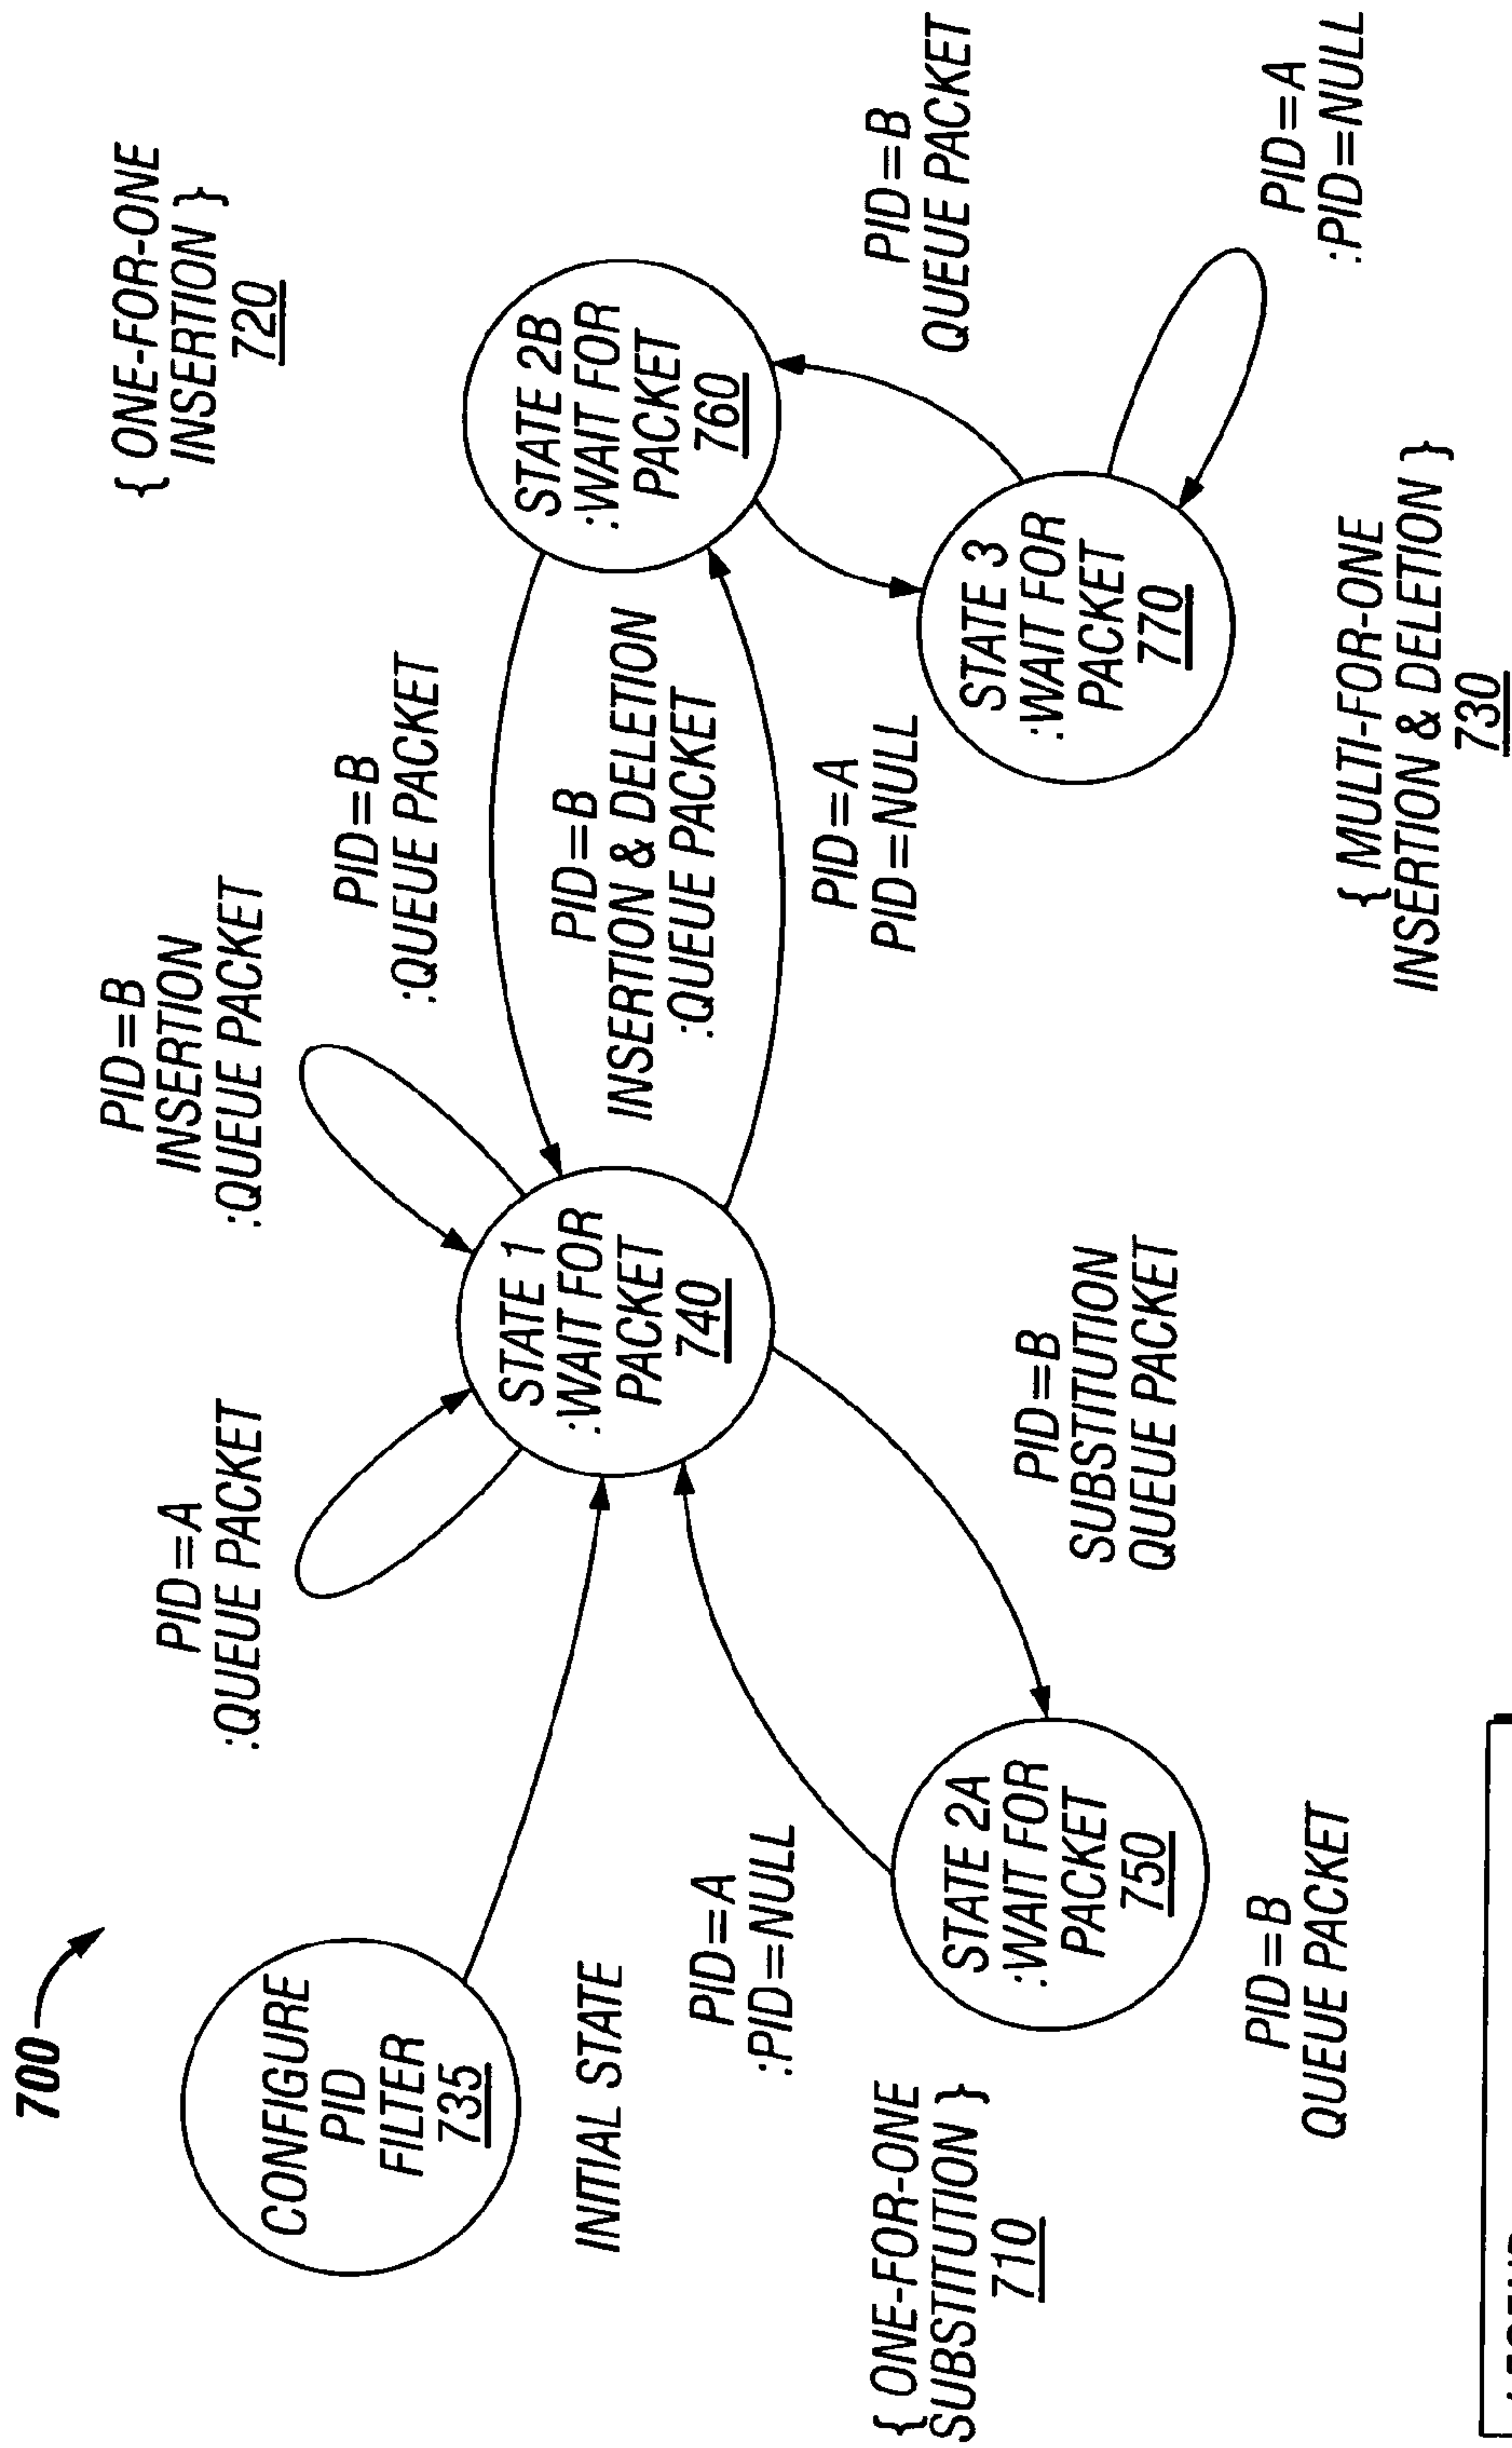 700
CONFIGURE
PID
FILTER
735
INITIAL STATE
PID=A
:QUEUE PACKET
PID=B
INSERTION
:QUEUE PACKET
{ ONE-FOR-ONE
INSERTION }
720
STATE 1
:WAIT FOR
PACKET
740
PID=B
:QUEUE PACKET
PID=B
INSERTION & DELETION
:QUEUE PACKET
STATE 2B
:WAIT FOR
PACKET
760
PID=B
QUEUE PACKET
PID=A
:PID=NULL
PID=A
PID=NULL
STATE 3
:WAIT FOR
PACKET
770
PID=A
:PID=NULL
{ ONE-FOR-ONE
SUBSTITUTION }
710
STATE 2A
:WAIT FOR
PACKET
750
PID=B
SUBSTITUTION
QUEUE PACKET
PID=B
QUEUE PACKET
{ MULTI-FOR-ONE
INSERTION & DELETION }
730